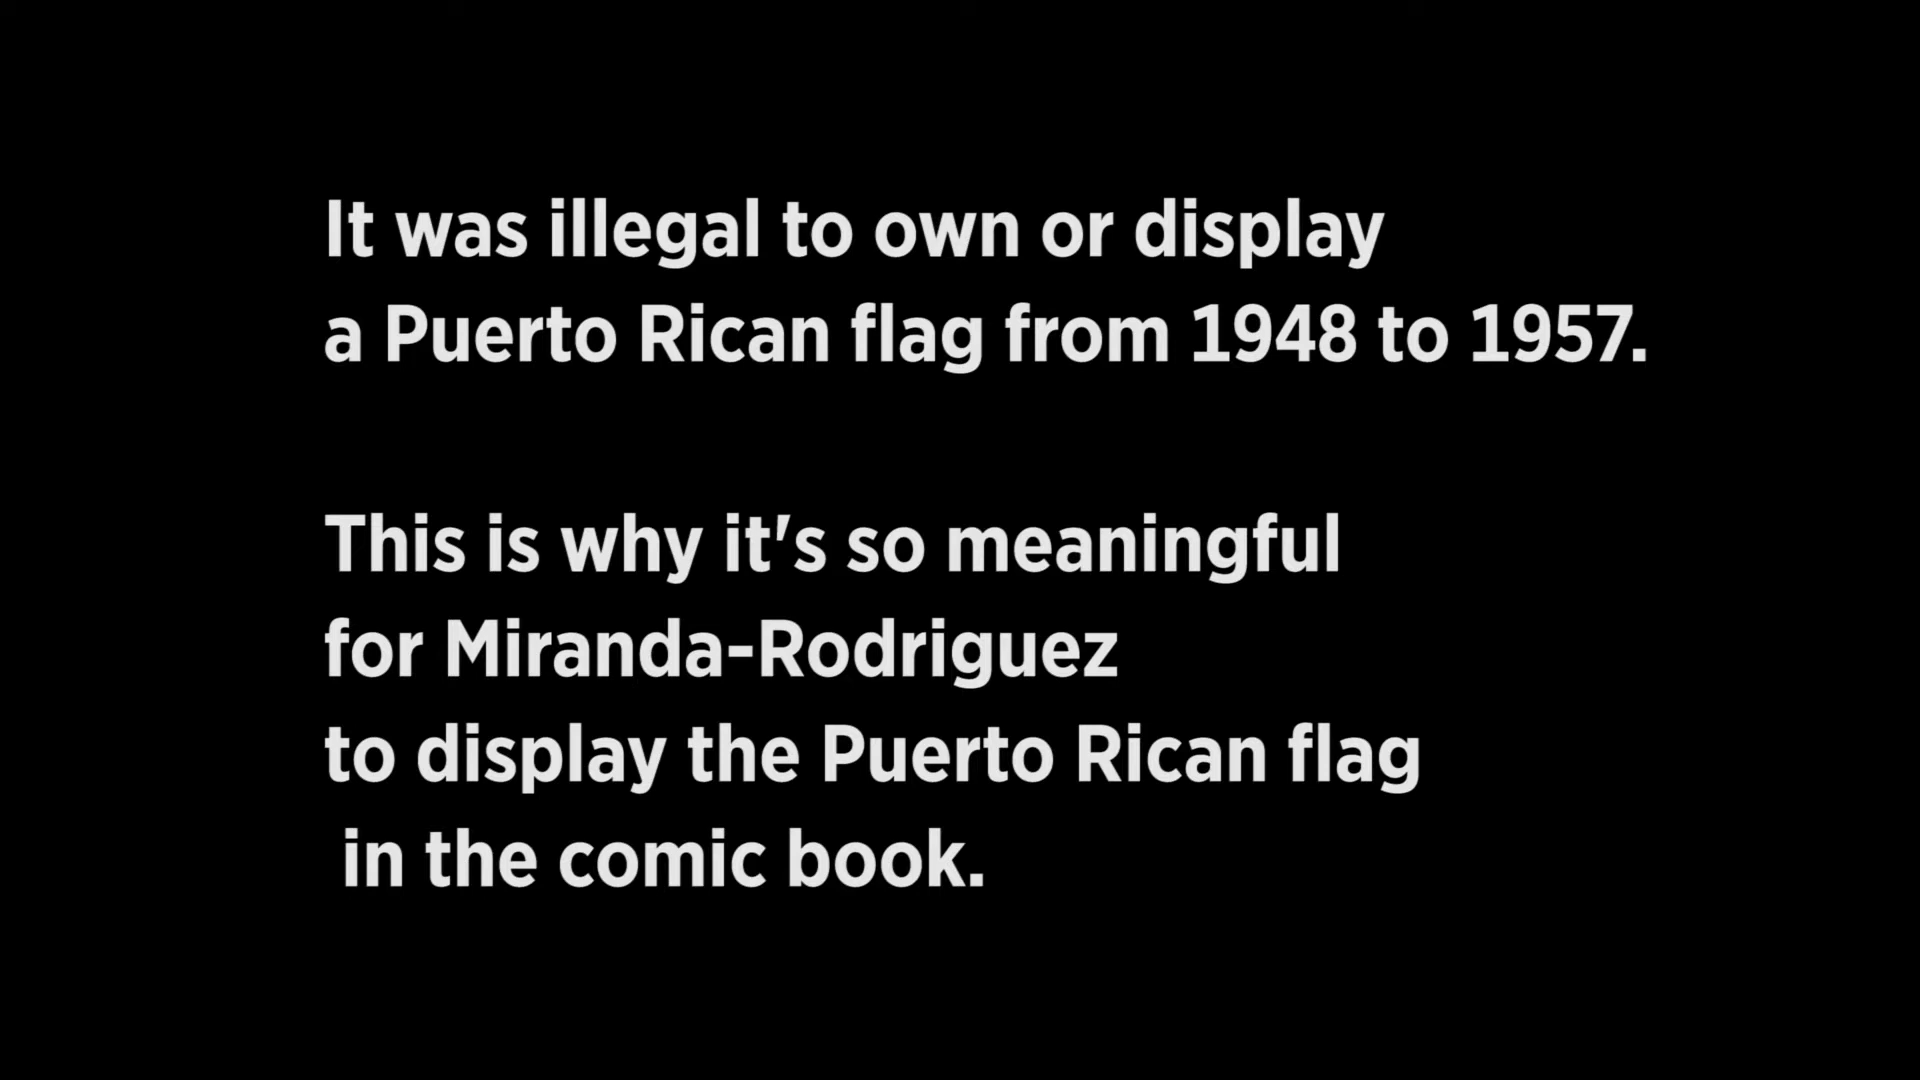 It was illegal to own or display
a Puerto Rican flag from 1948 to 1957.
This is why it's so meaningful
for Miranda-Rodriguez
to display the Puerto Rican flag
in the comic book.